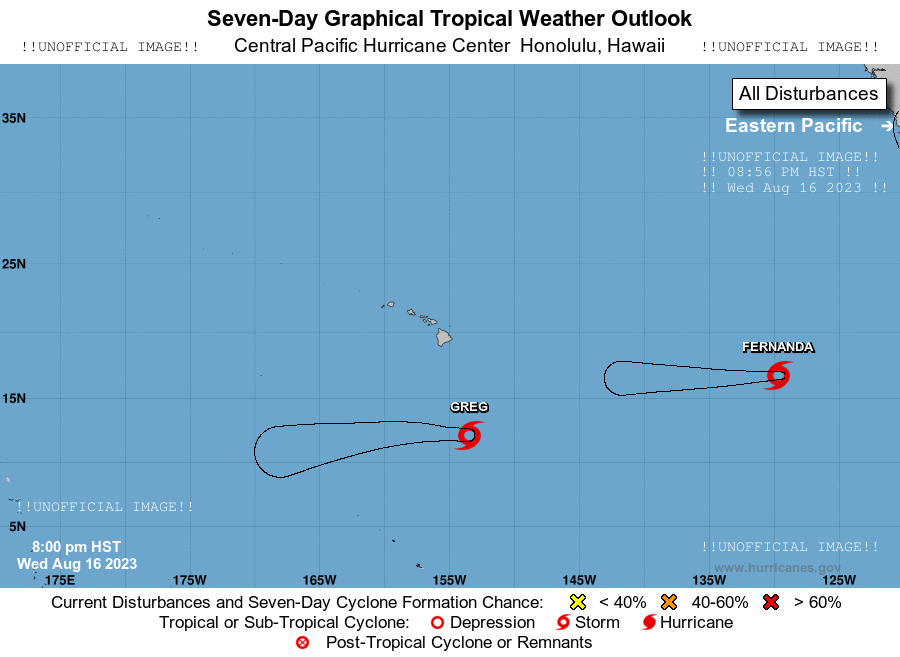 Seven-Day Graphical Tropical Weather Outlook
!!UNOFFICIAL IMAGE!! Central Pacific Hurricane Center Honolulu, Hawaii !!UNOFFICIAL IMAGE!!
All Disturbances
35N
Eastern Pacific
!!UNOFFICIAL IMAGE!!
!! 08:56 PM HST !!
!! Wed Aug 16 2023 !!
25N
FERNANDA
15N
GREG
!!UNOFFICIAL IMAGE!!
5N
8:00 pm HST
Wed Aug 16 2023
!!UNOFFICIAL IMAGE!!
www.hurricanes.gov
175E 175W 165W 155W 145W 135W 125W
Current Disturbances and Seven-Day Cyclone Formation Chance: < 40% 40-60% > 60%
Tropical or Sub-Tropical Cyclone: Depression Storm Hurricane
Post-Tropical Cyclone or Remnants